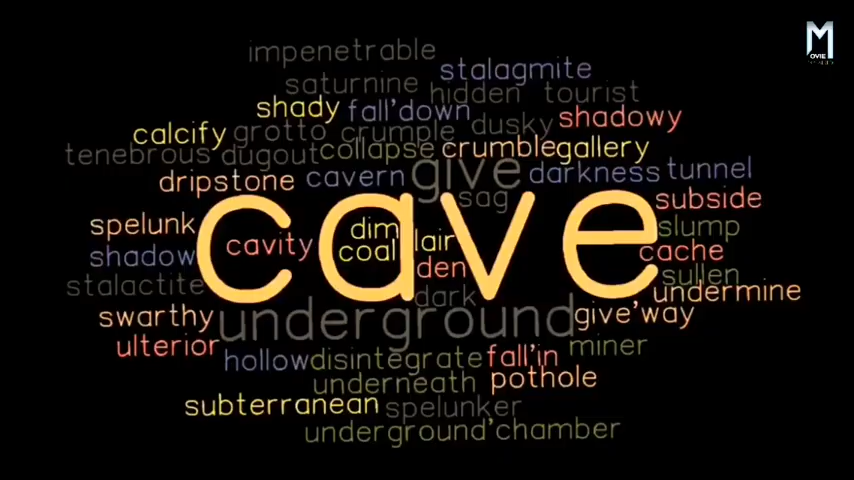 impenetrable
M
OVIE
saturnine stalagmite
hidden tourist
shady fall'down
calcify grotto crumple dusky shadowy
tenebrous dugout collapse crumble gallery
dripstone cavern give darkness tunnel
sag subside
spelunk cave slump
shadow cavity dim lair cache
coal den sullen
stalactite dark undermine
swarthy underground give'way
ulterior hollow disintegrate fall'in miner
underneath pothole
subterranean spelunker
underground'chamber